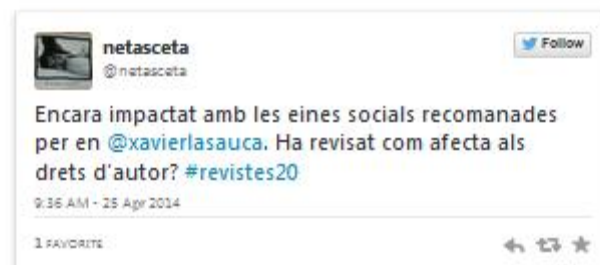 netasceta
Follow
@netasceta
Encara impactat amb les eines socials recomanades
per en @xavierlasauca. Ha revisat com afecta als
drets d'autor? #revistes20
9:36 AM - 25 Apr 2014
1 FAVORITE